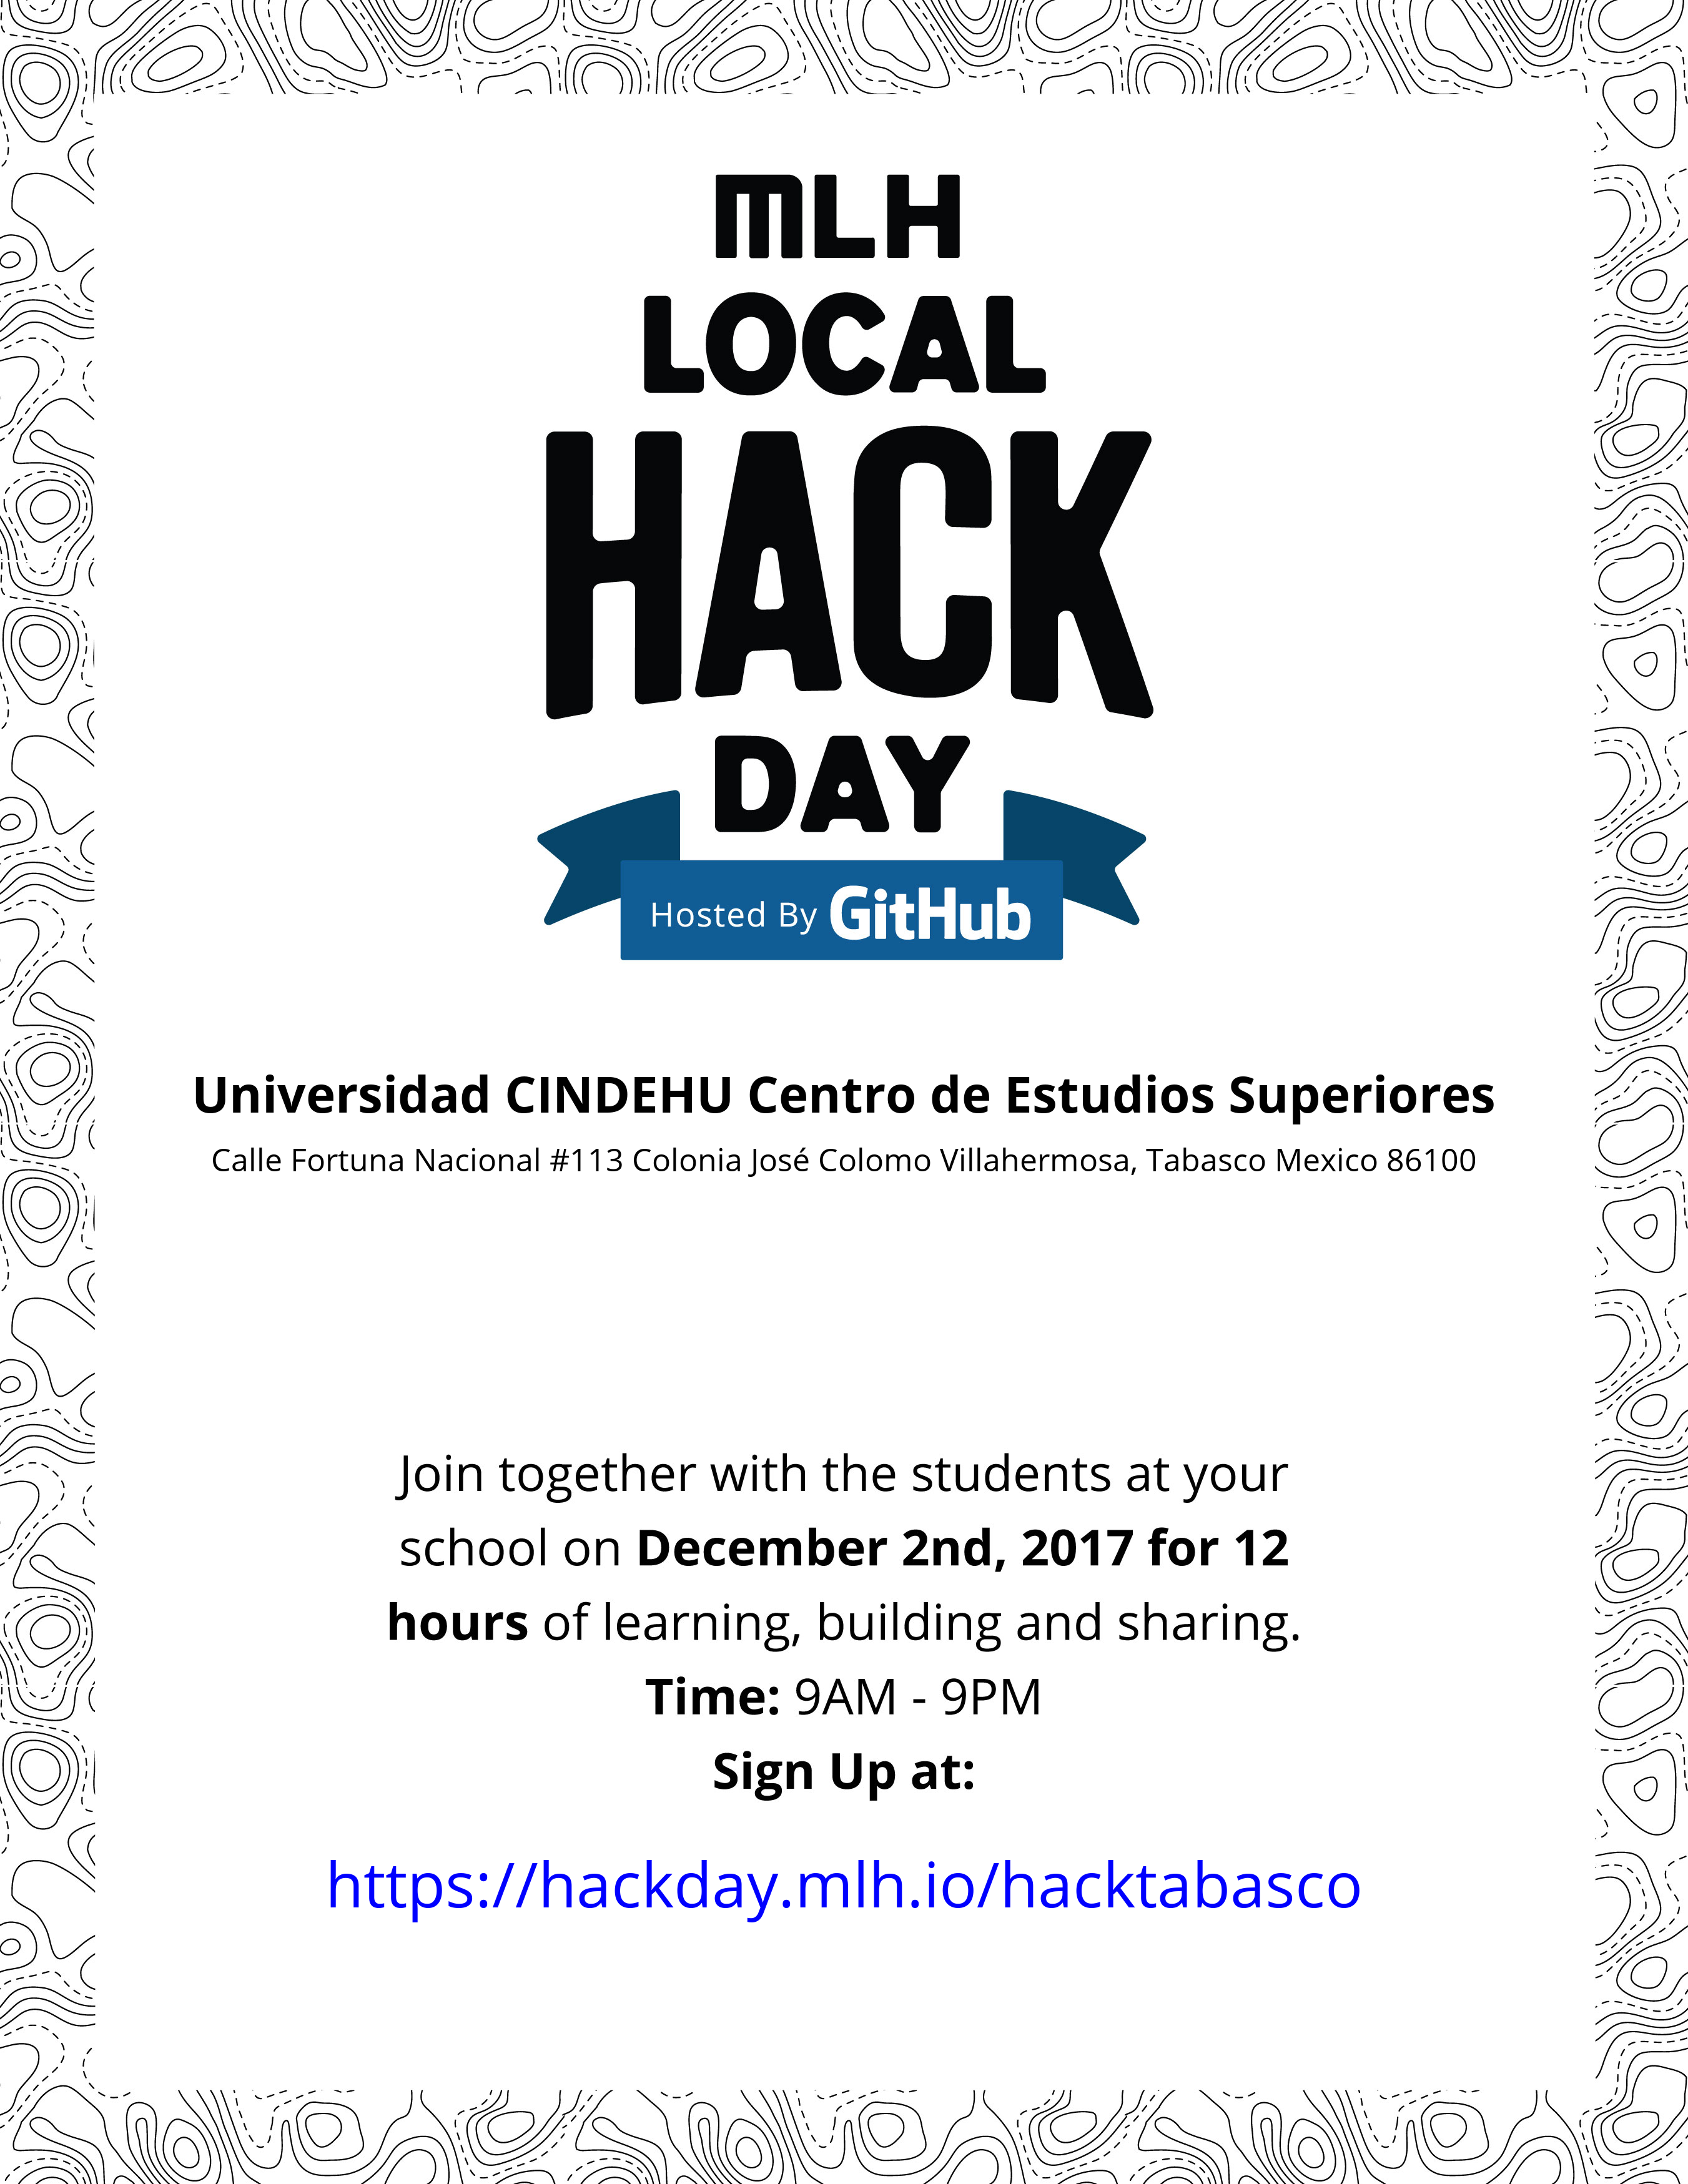 MLH
LOCAL
HACK
DAY
Hosted By GitHub
Universidad CINDEHU Centro de Estudios Superiores
Calle Fortuna Nacional #113 Colonia José Colomo Villahermosa, Tabasco Mexico 86100
Join together with the students at your
school on December 2nd, 2017 for 12
hours of learning, building and sharing.
Time: 9AM - 9PM
Sign Up at:
https://hackday.mlh.io/hacktabasco